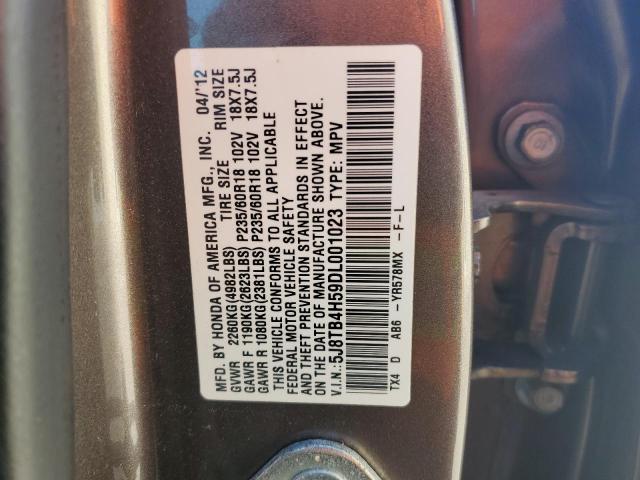 MFD. BY HONDA OF AMERICA MFG., INC. 04/'12
TIRE SIZE RIM SIZE
GVWR 2260KG(4982LBS)
GAWR F 1190KG(2623LBS) P235/60R18 102V 18X7.5J
GAWR R 1080KG(2381LBS) P235/60R18 102V 18X7.5J
THIS VEHICLE CONFORMS TO ALL APPLICABLE
FEDERAL MOTOR VEHICLE SAFETY
AND THEFT PREVENTION STANDARDS IN EFFECT
ON THE DATE OF MANUFACTURE SHOWN ABOVE.
V.I.N.:5J8TB4H59DL001023 TYPE: MPV
TX4 D AB6 -YR578MX -F-L